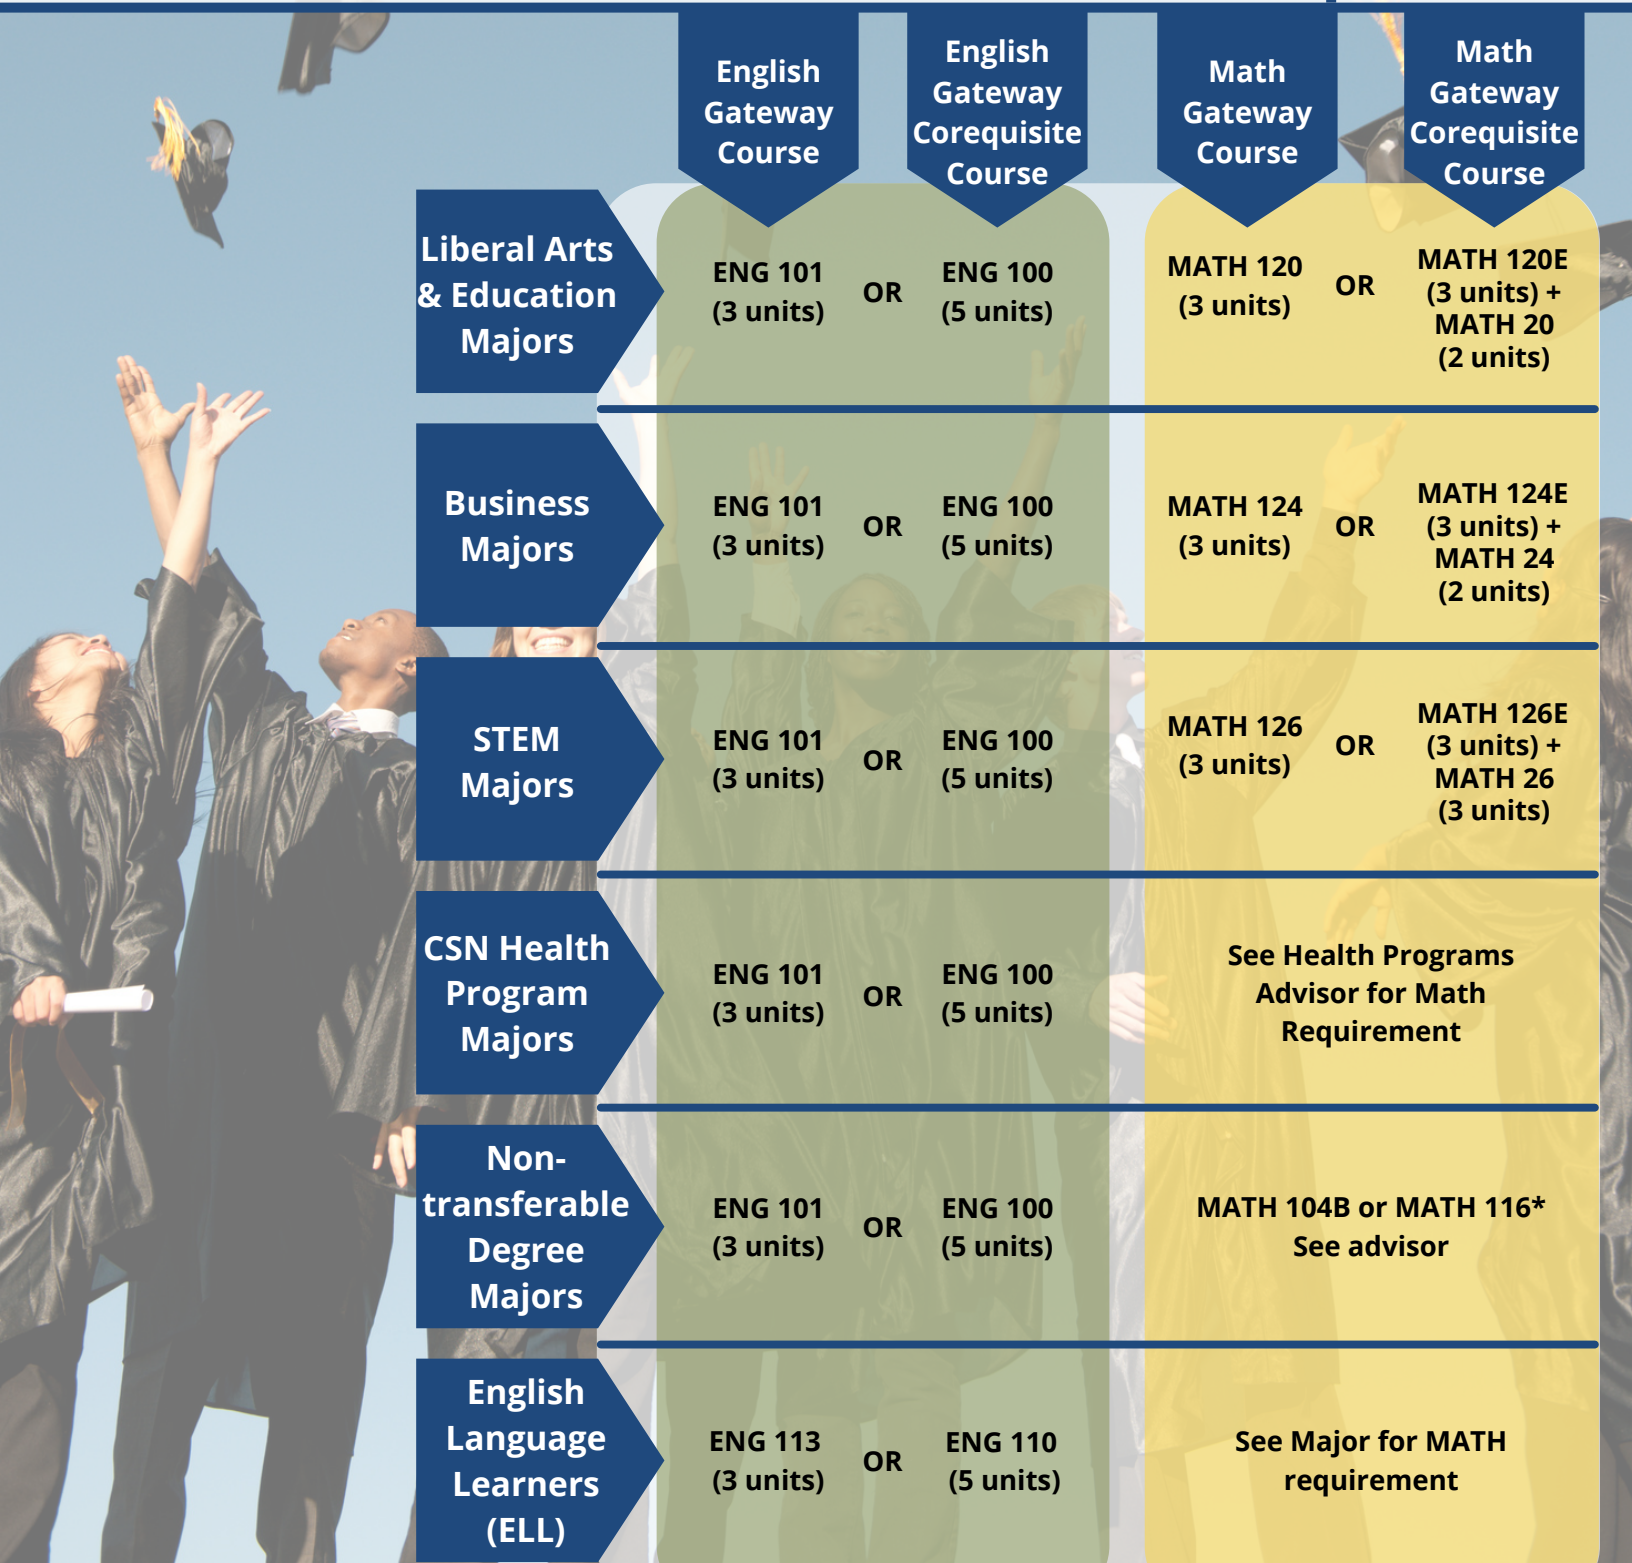 English
Gateway
Course
English
Gateway
Corequisite
Course
Math
Gateway
Course
Math
Gateway
Corequisite
Course
Liberal Arts
& Education
Majors
ENG 101
(3 units)
OR
ENG 100
(5 units)
MATH 120
(3 units)
OR
MATH 120E
(3 units) +
MATH 20
(2 units)
Business
Majors
ENG 101
(3 units)
OR
ENG 100
(5 units)
MATH 124
(3 units)
OR
MATH 124E
(3 units) +
MATH 24
(2 units)
STEM
Majors
ENG 101
(3 units)
OR
ENG 100
(5 units)
MATH 126
(3 units)
OR
MATH 126E
(3 units) +
MATH 26
(3 units)
CSN Health
Program
Majors
ENG 101
(3 units)
OR
ENG 100
(5 units)
See Health Programs
Advisor for Math
Requirement
Non-
transferable
Degree
Majors
ENG 101
(3 units)
OR
ENG 100
(5 units)
MATH 104B or MATH 116*
See advisor
English
Language
Learners
(ELL)
ENG 113
(3 units)
OR
ENG 110
(5 units)
See Major for MATH
requirement